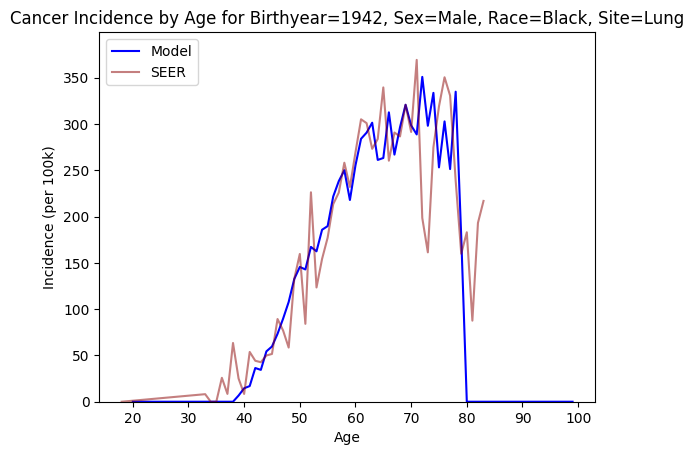 Cancer Incidence by Age for Birthyear=1942, Sex=Male, Race=Black, Site=Lung
Model
SEER
Incidence (per 100k)
350
300
250
200
150
100
50
0
20 30 40 50 60 70 80 90 100
Age